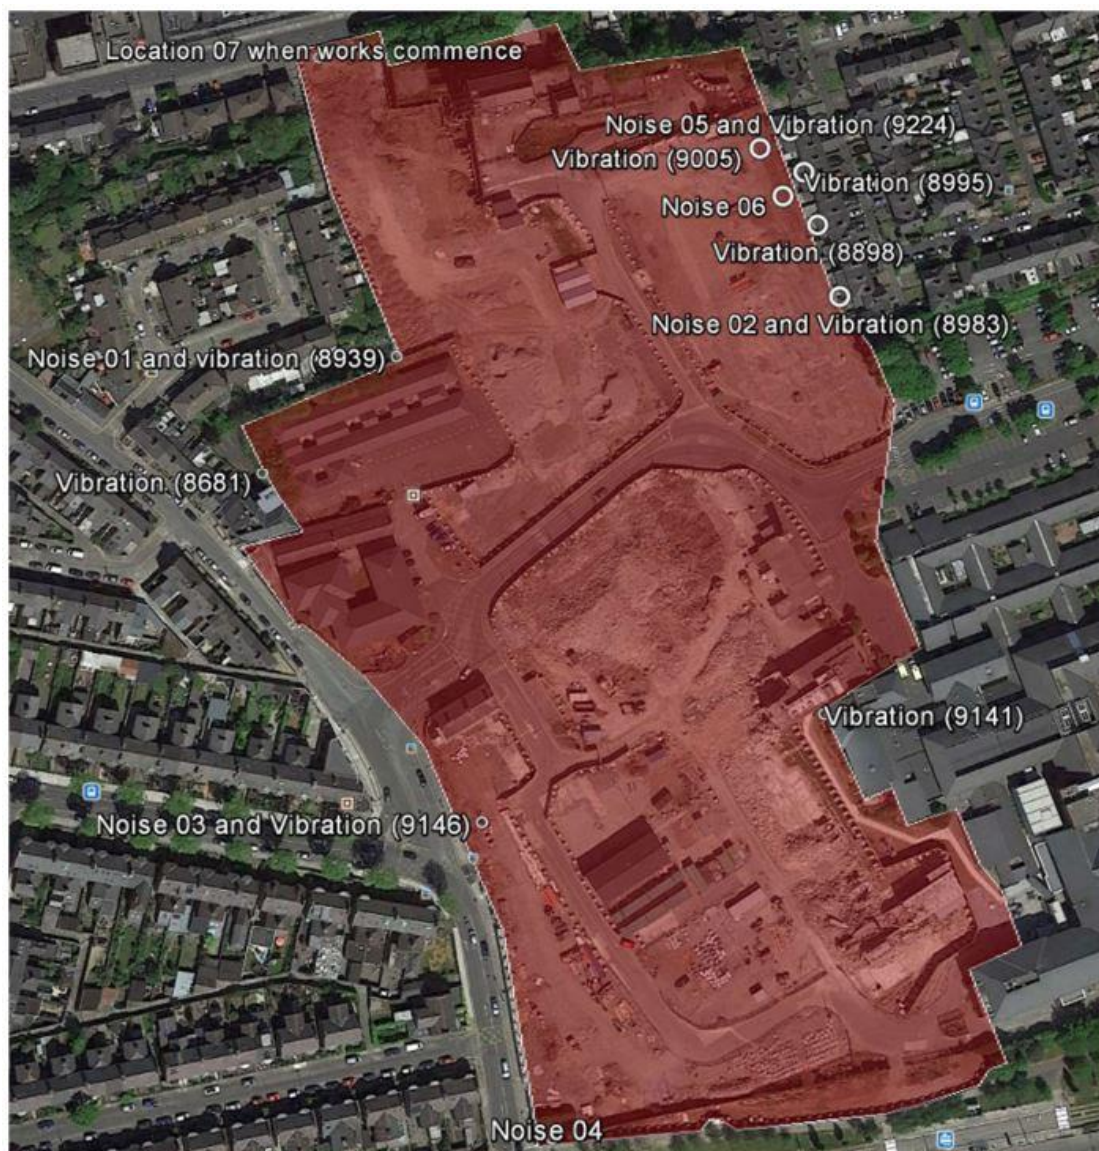 Location 07 when works commence
Noise 05 and Vibration (9224)
Vibration (9005)
Vibration (8995)
Noise 06
Vibration (8898)
Noise 02 and Vibration (8983)
Noise 01 and vibration (8939)
Vibration (8681)
Vibration (9141)
Noise 03 and Vibration (9146)
Noise 04